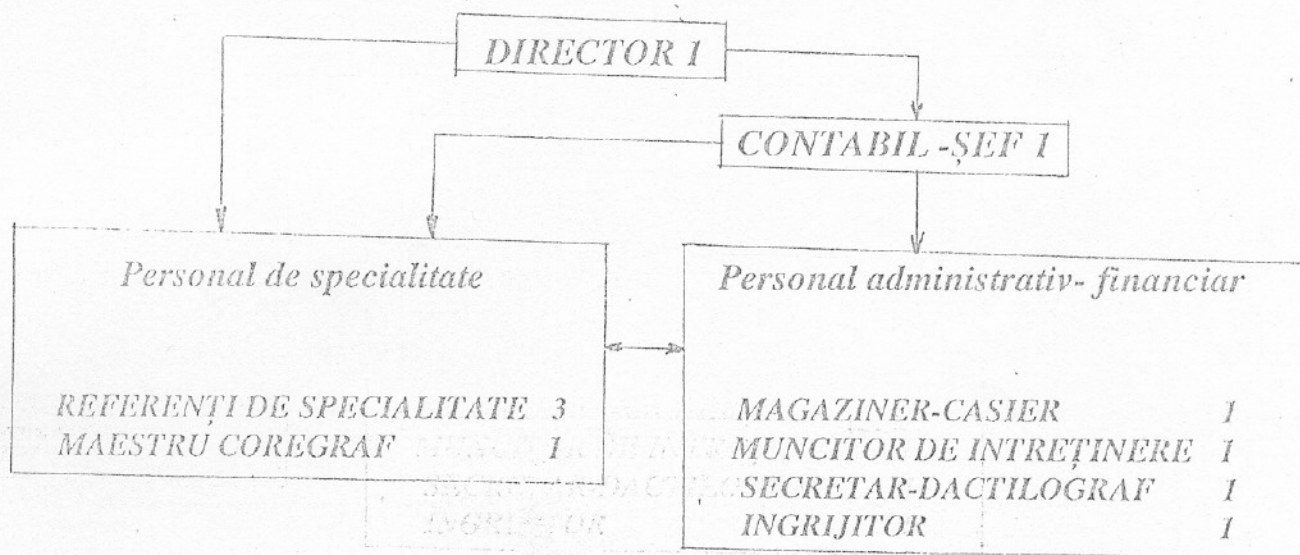 DIRECTOR 1
CONTABIL -ȘEF 1
Personal de specialitate
REFERENȚI DE SPECIALITATE 3
MAESTRU COREGRAF 1
Personal administrativ- financiar
MAGAZINER-CASIER 1
MUNCITOR DE INTREȚINERE 1
SECRETAR-DACTILOGRAF 1
INGRIJITOR 1